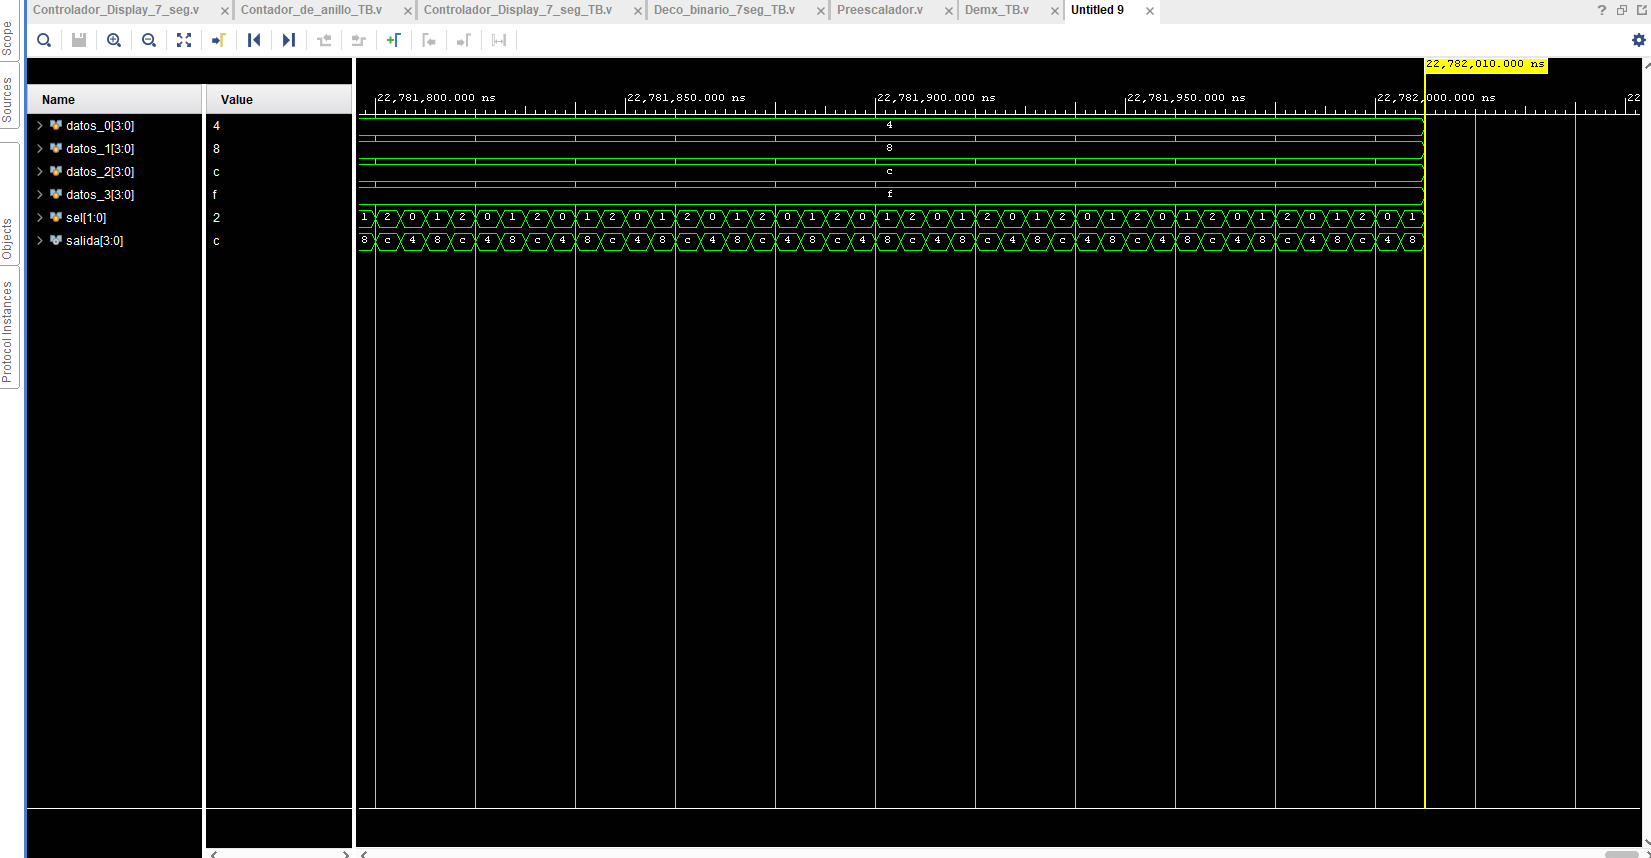 Controlador_Display_7_seg.v Contador_de_anillo_TB.v Controlador_Display_7_seg_TB.v Deco_binario_7seg_TB.v Preescalador.v Demx_TB.v Untitled 9
Scope
Sources
Objects
Protocol Instances
22,782,010.000 ns
Name Value
22,781,800.000 ns 22,781,850.000 ns 22,781,900.000 ns 22,781,950.000 ns 22,782,000.000 ns 22
datos_0[3:0] 4 4
datos_1[3:0] 8 8
datos_2[3:0] c c
datos_3[3:0] f f
sel[1:0] 2 1 2 0 1 2 0 1 2 0 1 2 0 1 2 0 1 2 0 1 2 0 1 2 0 1 2 0 1 2 0 1 2 0 1 2 0 1 2 0 1 2 0 1
salida[3:0] c 8 c 4 8 c 4 8 c 4 8 c 4 8 c 4 8 c 4 8 c 4 8 c 4 8 c 4 8 c 4 8 c 4 8 c 4 8 c 4 8 c 4 8